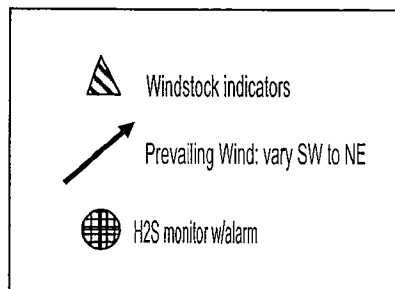 Windstock indicators
Prevailing Wind: vary SW to NE
H2S monitor w/alarm